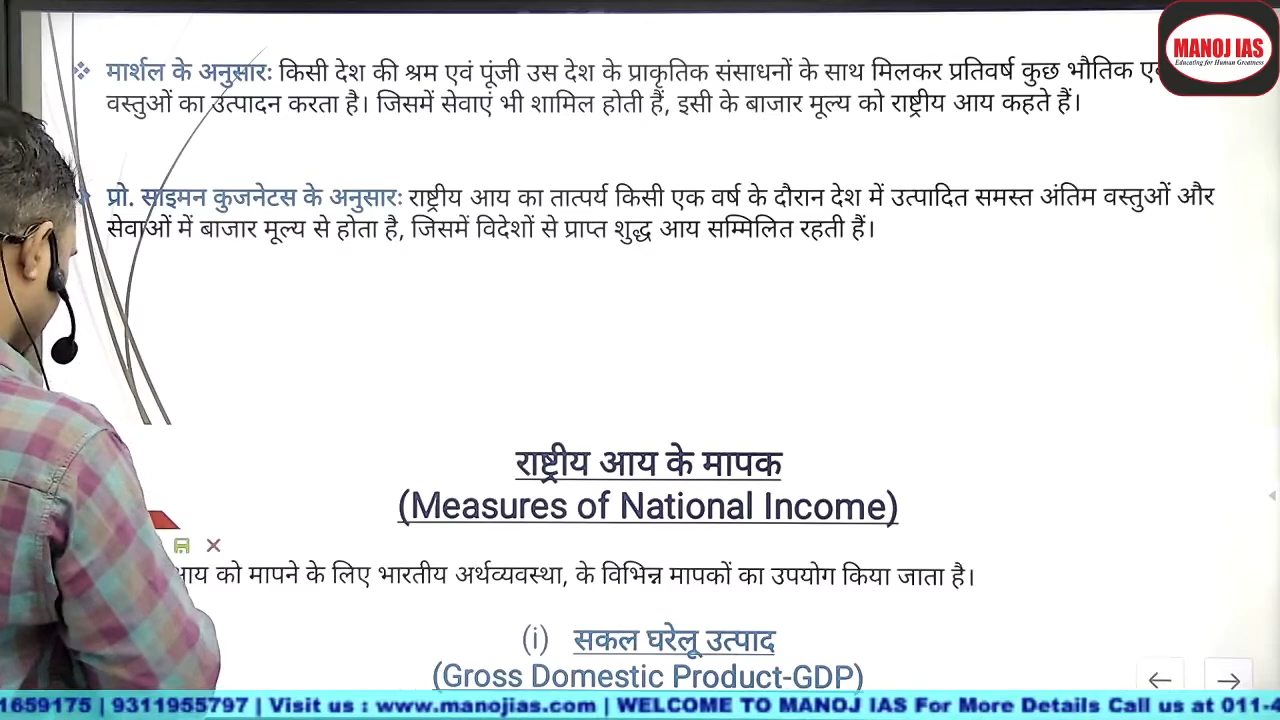 MANOJ IAS
Educating for Human Greatness
मार्शल के अनुसारः किसी देश की श्रम एवं पूंजी उस देश के प्राकृतिक संसाधनों के साथ मिलकर प्रतिवर्ष कुछ भौतिक
वस्तुओं का उत्पादन करता है। जिसमें सेवाएं भी शामिल होती हैं, इसी के बाजार मूल्य को राष्ट्रीय आय कहते हैं।
प्रो. साइमन कुजनेटस के अनुसारः राष्ट्रीय आय का तात्पर्य किसी एक वर्ष के दौरान देश में उत्पादित समस्त अंतिम वस्तुओं और
सेवाओं में बाजार मूल्य से होता है, जिसमें विदेशों से प्राप्त शुद्ध आय सम्मिलित रहती हैं।
राष्ट्रीय आय के मापक
(Measures of National Income)
आय को मापने के लिए भारतीय अर्थव्यवस्था, के विभिन्न मापकों का उपयोग किया जाता है।
(i) सकल घरेलू उत्पाद
(Gross Domestic Product-GDP)
1659175 | 9311955797 | Visit us : www.manojias.com | WELCOME TO MANOJ IAS For More Details Call us at 011-4